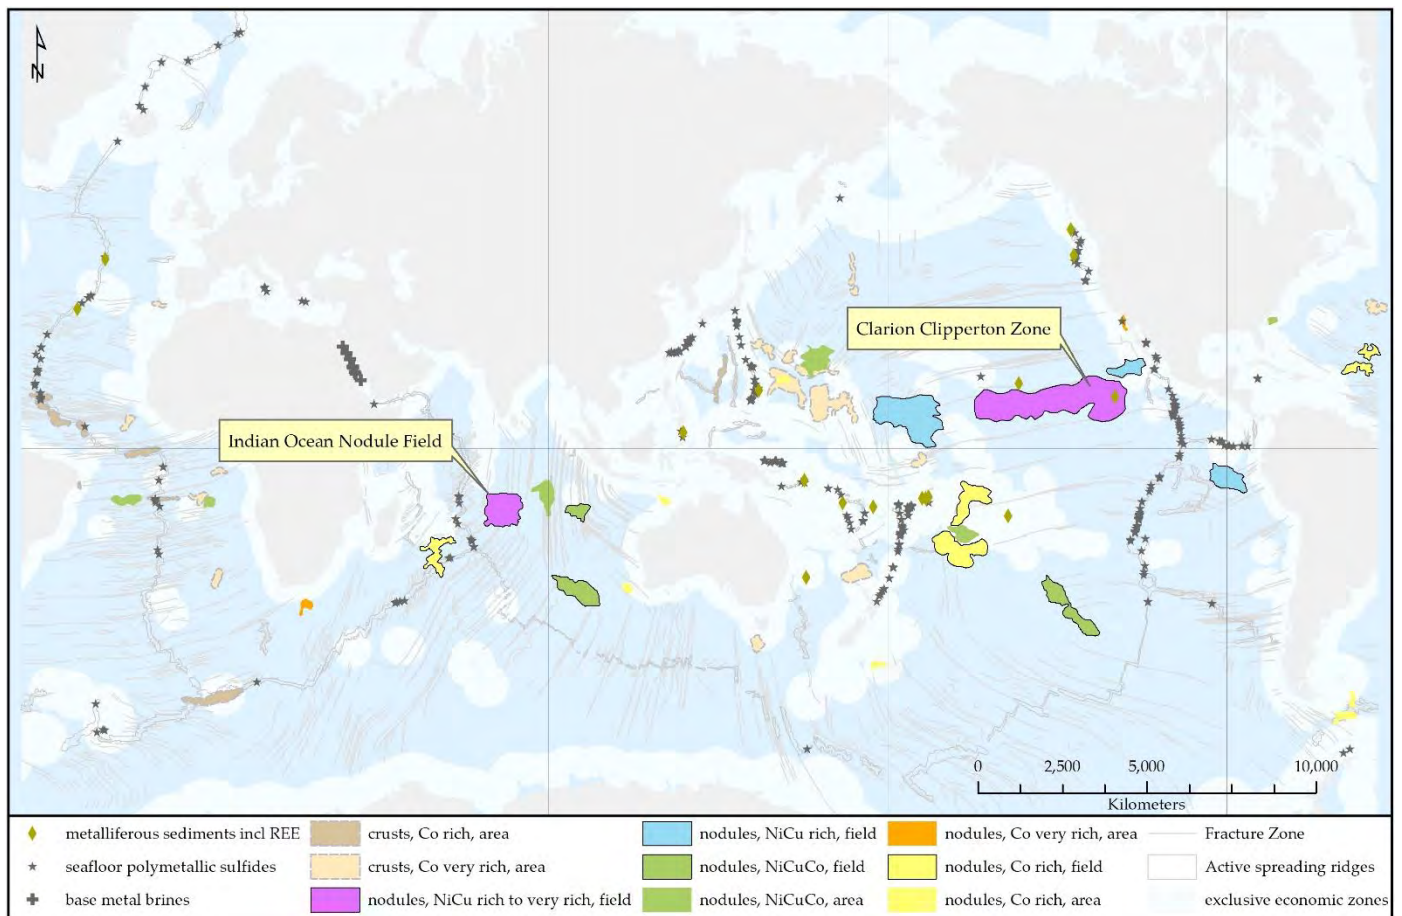 N
Clarion Clipperton Zone
Indian Ocean Nodule Field
0 2,500 5,000 10,000
Kilometers
metalliferous sediments incl REE
seafloor polymetallic sulfides
base metal brines
crusts, Co rich, area
crusts, Co very rich, area
nodules, NiCu rich to very rich, field
nodules, NiCu rich, field
nodules, NiCuCo, field
nodules, NiCuCo, area
nodules, Co very rich, area
nodules, Co rich, field
nodules, Co rich, area
Fracture Zone
Active spreading ridges
exclusive economic zones